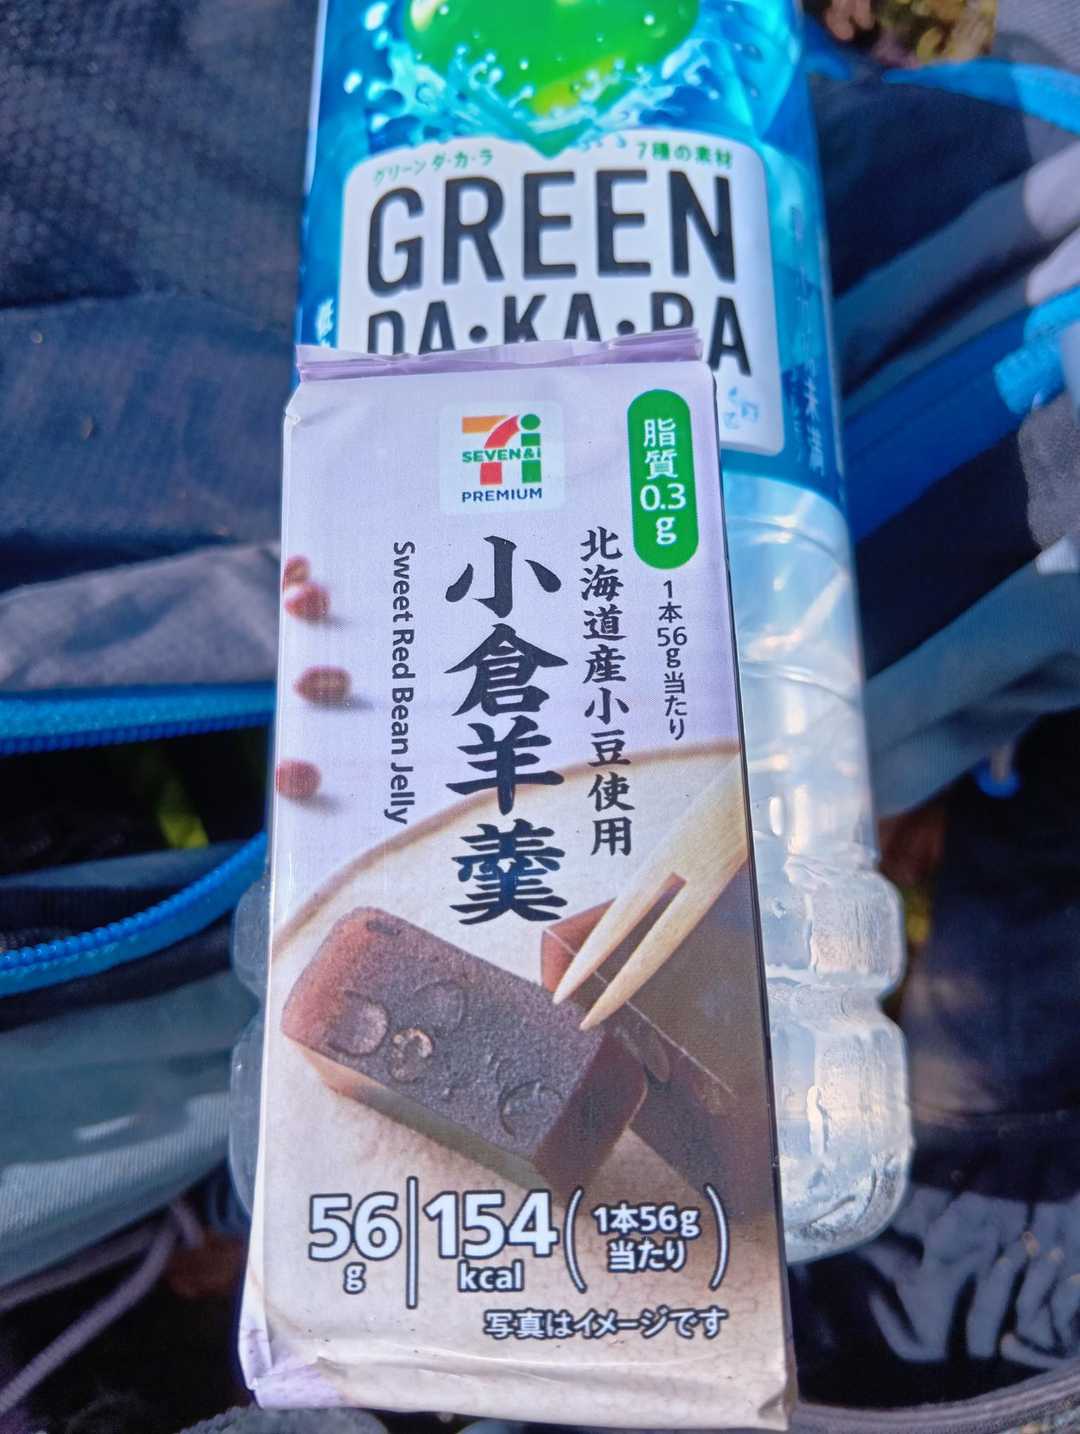 グリーン ダ・カ・ラ
7種の素材
GREEN
DA・KA・RA
7i
SEVEN&i
PREMIUM
脂質0.3g
1本56g当たり
北海道産小豆使用
小倉羊羹
Sweet Red Bean Jelly
56g
154kcal
(1本56g
当たり)
写真はイメージです